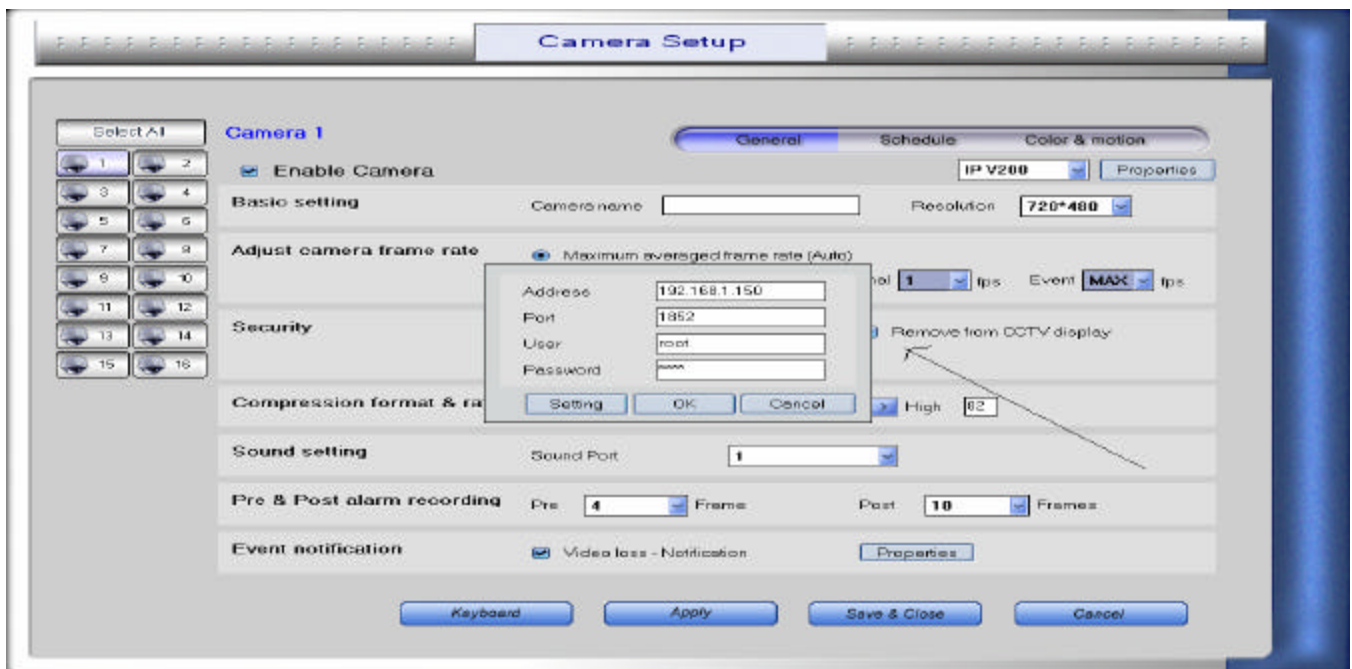 Camera Setup
Select All
1 2
3 4
5 6
7 8
9 10
11 12
13 14
15 16
Camera 1
General Schedule Color & motion
Enable Camera IP V200 Properties
Basic setting Camera name Resolution 720*480
Adjust camera frame rate Maximum averaged frame rate (Auto)
1 fps Event MAX fps
Address 192.168.1.150
Port 1852
User root
Password
Setting OK Cancel
Security Remove from CCTV display
Compression format & High 82
Sound setting Sound Port 1
Pre & Post alarm recording Pre 4 Frame Post 10 Frames
Event notification Video loss - Notification Properties
Keyboard Apply Save & Close Cancel